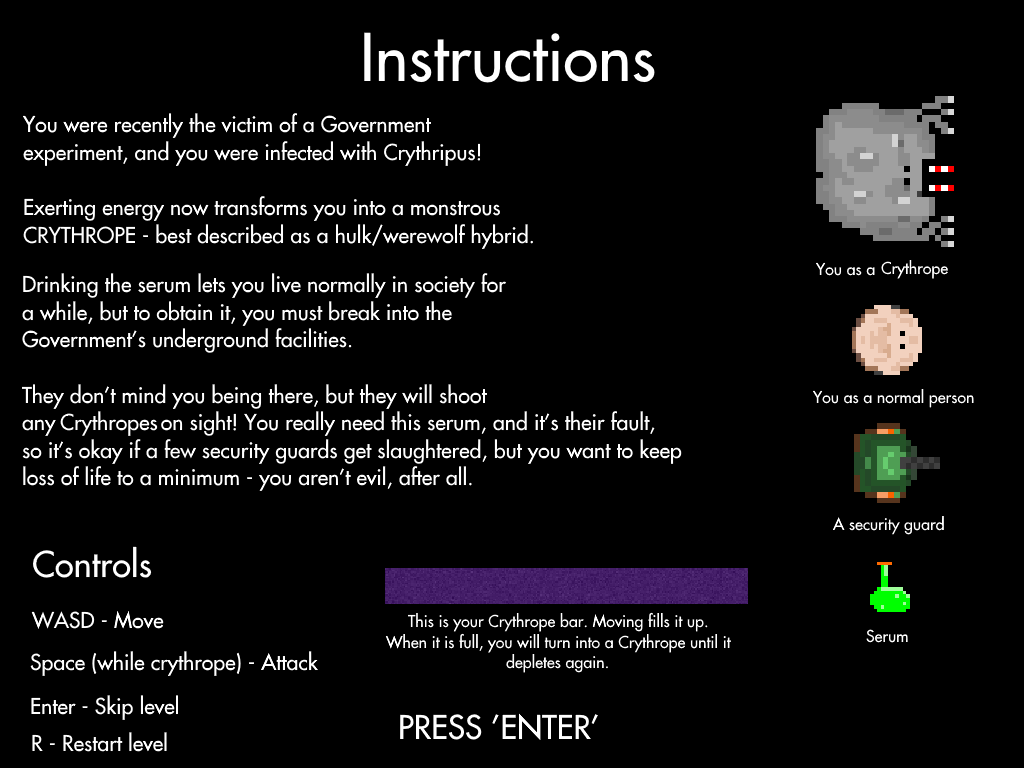 Instructions
You were recently the victim of a Government
experiment, and you were infected with Crythripus!
Exerting energy now transforms you into a monstrous
CRYTHROPE - best described as a hulk/werewolf hybrid.
Drinking the serum lets you live normally in society for
a while, but to obtain it, you must break into the
Government's underground facilities.
They don't mind you being there, but they will shoot
any Crythropes on sight! You really need this serum, and it's their fault,
so it's okay if a few security guards get slaughtered, but you want to keep
loss of life to a minimum - you aren't evil, after all.
You as a Crythrope
You as a normal person
A security guard
Serum
Controls
WASD - Move
Space (while crythrope) - Attack
Enter - Skip level
R - Restart level
This is your Crythrope bar. Moving fills it up.
When it is full, you will turn into a Crythrope until it
depletes again.
PRESS 'ENTER'